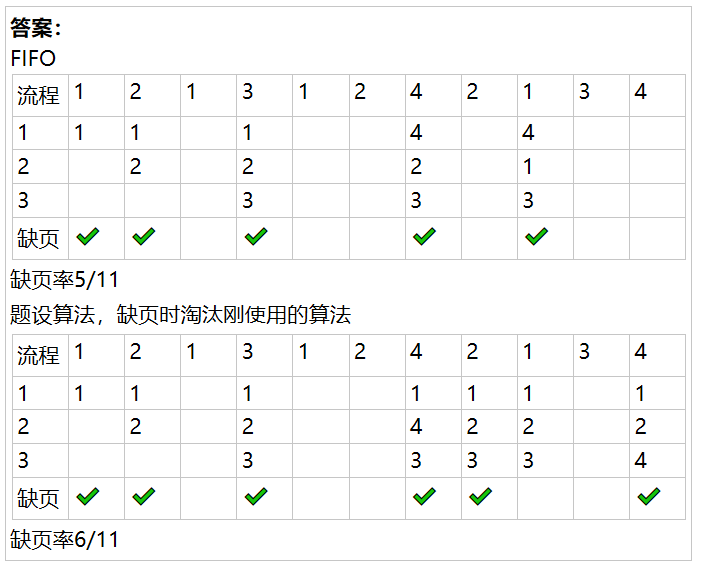 答案：
FIFO
流程 1 2 1 3 1 2 4 2 1 3 4
1 1 1 1 4 4
2 2 2 2 1
3 3 3 3
缺页 ✓ ✓ ✓ ✓ ✓
缺页率5/11
题设算法，缺页时淘汰刚使用的算法
流程 1 2 1 3 1 2 4 2 1 3 4
1 1 1 1 1 1 1 1
2 2 2 4 2 2 2
3 3 3 3 3 4
缺页 ✓ ✓ ✓ ✓ ✓ ✓
缺页率6/11